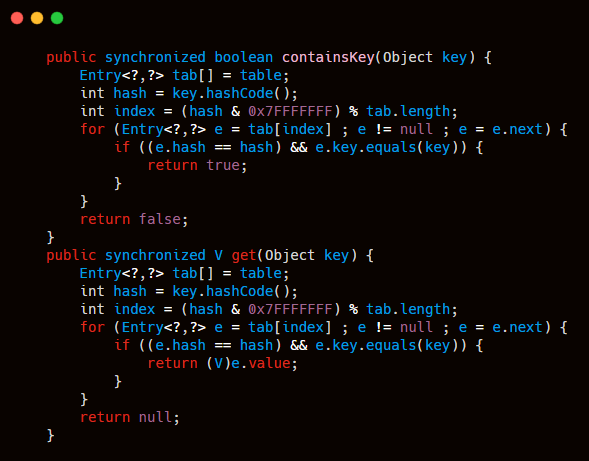 public synchronized boolean containsKey(Object key) {
    Entry<?,?> tab[] = table;
    int hash = key.hashCode();
    int index = (hash & 0x7FFFFFFF) % tab.length;
    for (Entry<?,?> e = tab[index] ; e != null ; e = e.next) {
        if ((e.hash == hash) && e.key.equals(key)) {
            return true;
        }
    }
    return false;
}
public synchronized V get(Object key) {
    Entry<?,?> tab[] = table;
    int hash = key.hashCode();
    int index = (hash & 0x7FFFFFFF) % tab.length;
    for (Entry<?,?> e = tab[index] ; e != null ; e = e.next) {
        if ((e.hash == hash) && e.key.equals(key)) {
            return (V)e.value;
        }
    }
    return null;
}